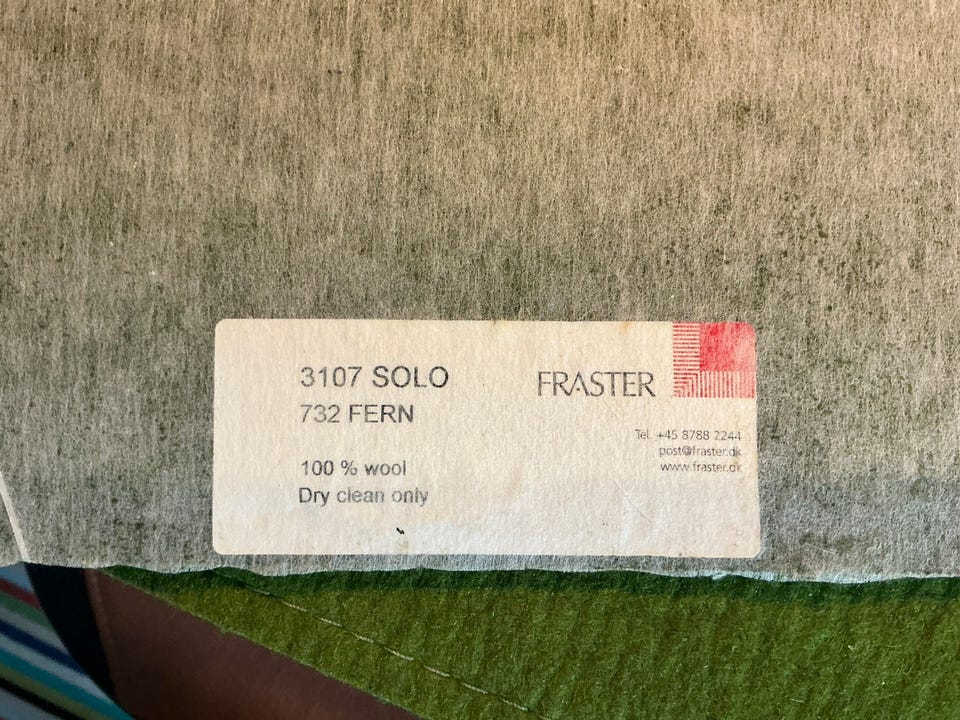 3107 SOLO
732 FERN
100 % wool
Dry clean only
FRASTER
Tel. +45 8788 2244
post@fraster.dk
www.fraster.dk